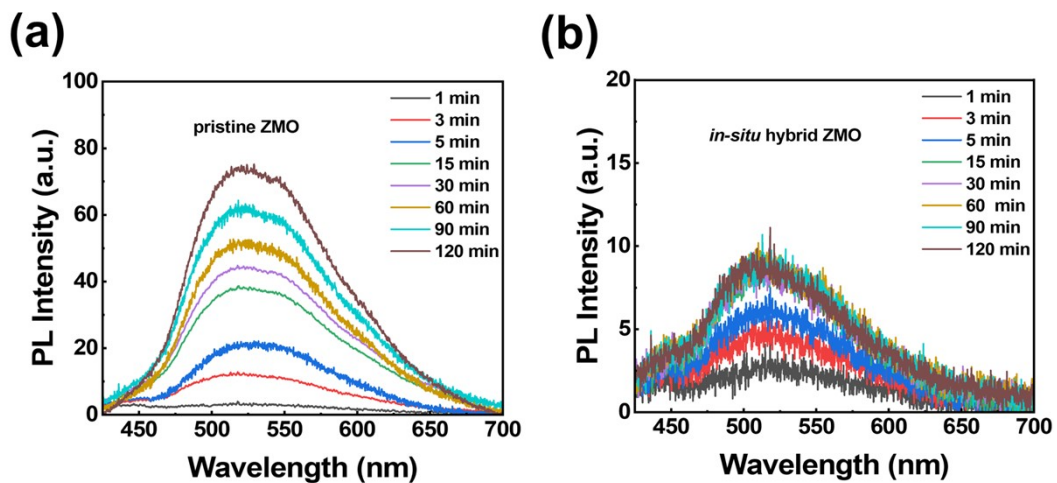 (a)
PL Intensity (a.u.)
100
80
60
40
20
0
pristine ZMO
1 min
3 min
5 min
15 min
30 min
60 min
90 min
120 min
450 500 550 600 650 700
Wavelength (nm)
(b)
PL Intensity (a.u.)
20
15
10
5
0
in-situ hybrid ZMO
1 min
3 min
5 min
15 min
30 min
60 min
90 min
120 min
450 500 550 600 650 700
Wavelength (nm)